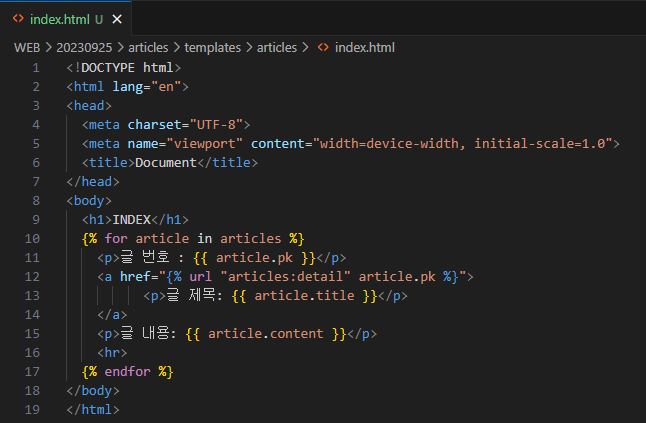 index.html U ×
WEB > 20230925 > articles > templates > articles > index.html
1 <!DOCTYPE html>
2 <html lang="en">
3 <head>
4 <meta charset="UTF-8">
5 <meta name="viewport" content="width=device-width, initial-scale=1.0">
6 <title>Document</title>
7 </head>
8 <body>
9 <h1>INDEX</h1>
10 {% for article in articles %}
11 <p>글 번호 : {{ article.pk }}</p>
12 <a href="{% url "articles:detail" article.pk %}">
13 <p>글 제목: {{ article.title }}</p>
14 </a>
15 <p>글 내용: {{ article.content }}</p>
16 <hr>
17 {% endfor %}
18 </body>
19 </html>